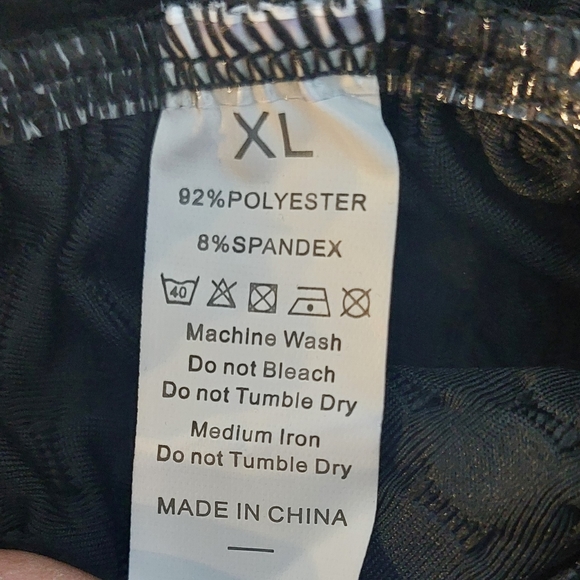 XL
92%POLYESTER
8%SPANDEX
40
Machine Wash
Do not Bleach
Do not Tumble Dry
Medium Iron
Do not Tumble Dry
MADE IN CHINA